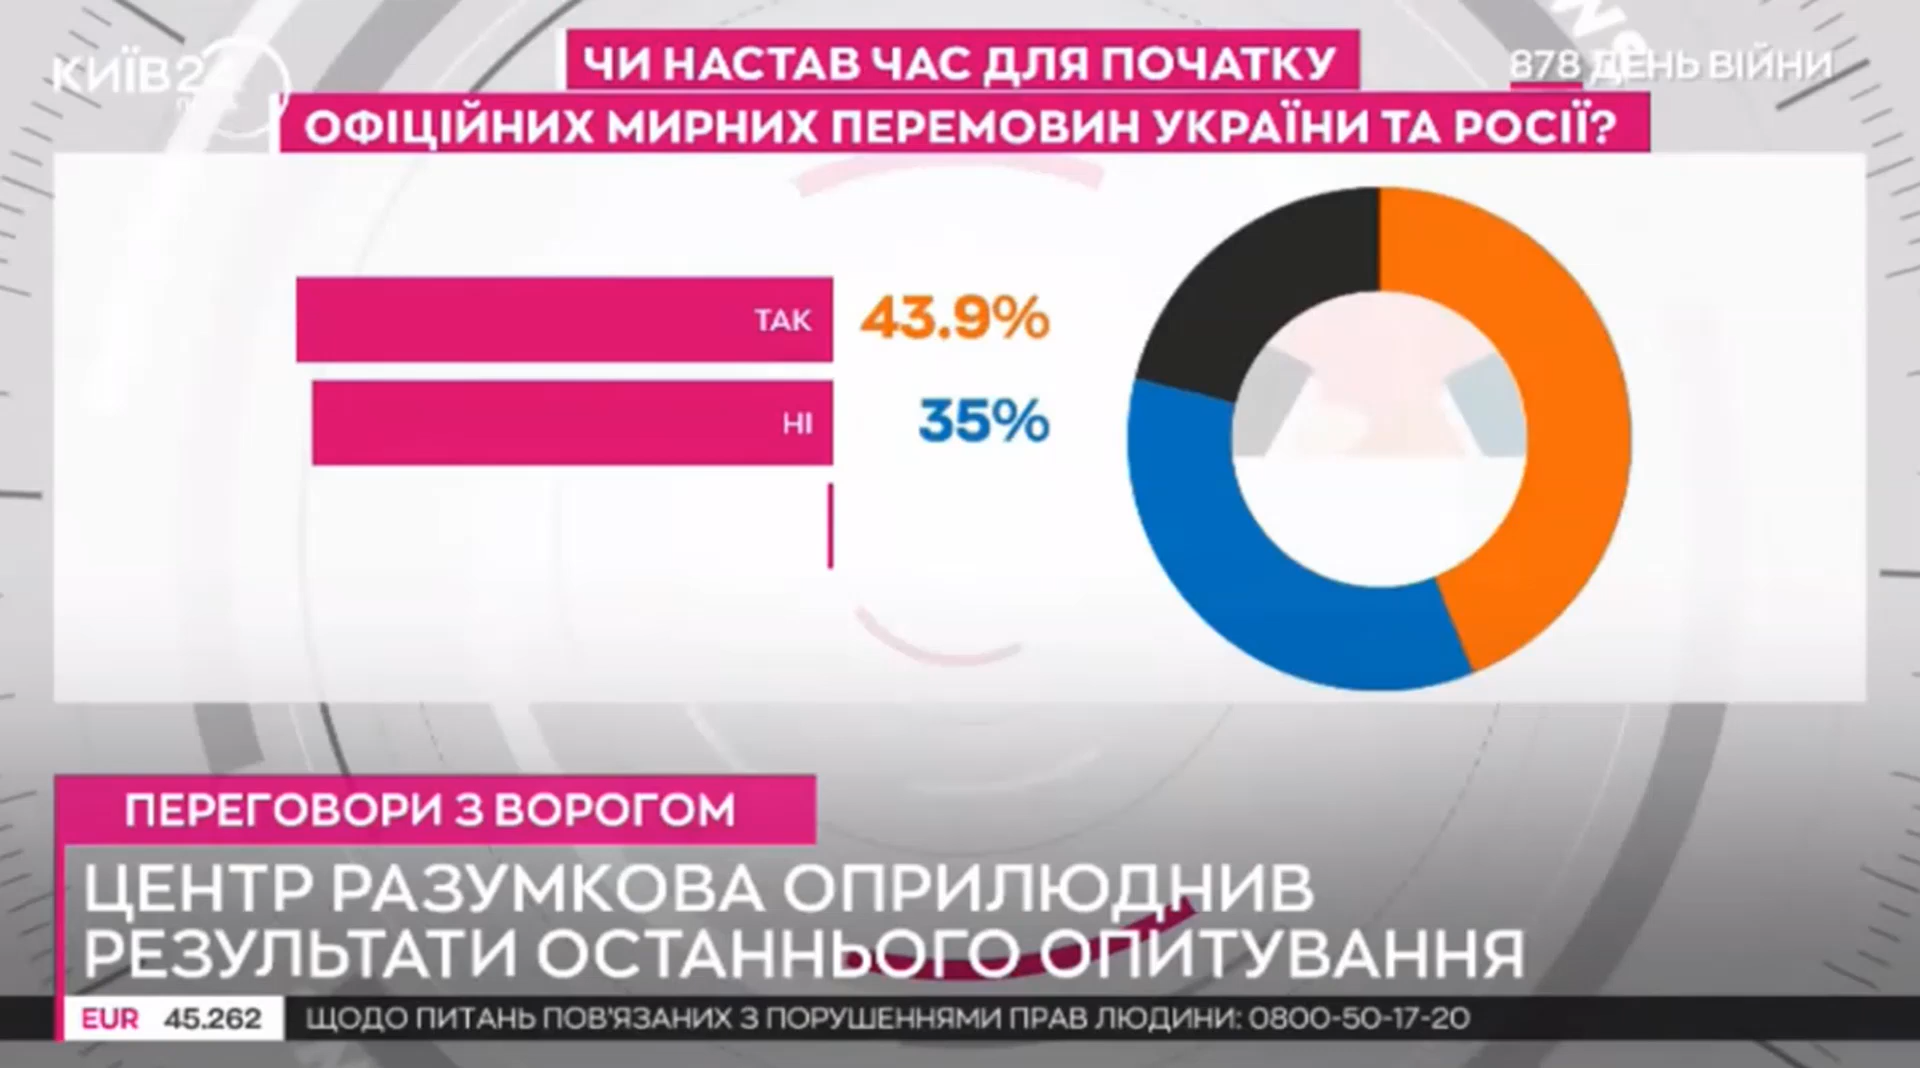 ЧИ НАСТАВ ЧАС ДЛЯ ПОЧАТКУ
ОФІЦІЙНИХ МИРНИХ ПЕРЕМОВИН УКРАЇНИ ТА РОСІЇ?
КИЇВ24
878 ДЕНЬ ВІЙНИ
ТАК 43.9%
НІ 35%
ПЕРЕГОВОРИ З ВОРОГОМ
ЦЕНТР РАЗУМКОВА ОПРИЛЮДНИВ
РЕЗУЛЬТАТИ ОСТАННЬОГО ОПИТУВАННЯ
EUR 45.262 ЩОДО ПИТАНЬ ПОВ'ЯЗАНИХ З ПОРУШЕННЯМИ ПРАВ ЛЮДИНИ: 0800-50-17-20